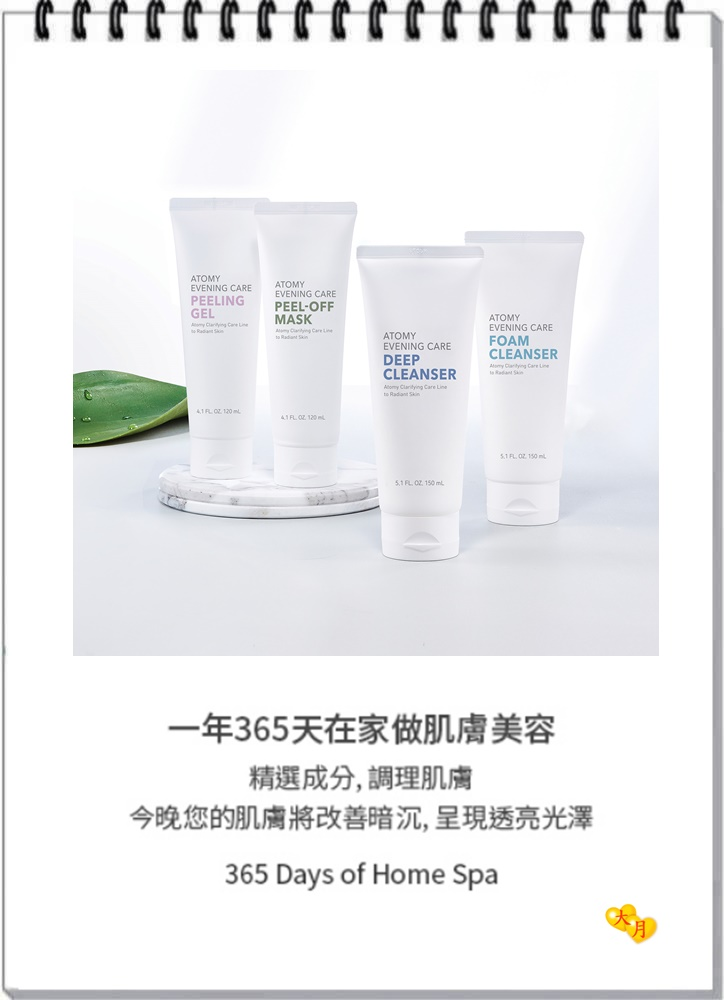 ATOMY
EVENING CARE
PEELING
GEL
Atomy Clarifying Care Line
to Radiant Skin
4.1 FL. OZ. 120 mL
ATOMY
EVENING CARE
PEEL-OFF
MASK
Atomy Clarifying Care Line
to Radiant Skin
4.1 FL. OZ. 120 mL
ATOMY
EVENING CARE
DEEP
CLEANSER
Atomy Clarifying Care Line
to Radiant Skin
5.1 FL. OZ. 150 mL
ATOMY
EVENING CARE
FOAM
CLEANSER
Atomy Clarifying Care Line
to Radiant Skin
5.1 FL. OZ. 150 mL
一年365天在家做肌膚美容
精選成分, 調理肌膚
今晚您的肌膚將改善暗沉, 呈現透亮光澤
365 Days of Home Spa
大月